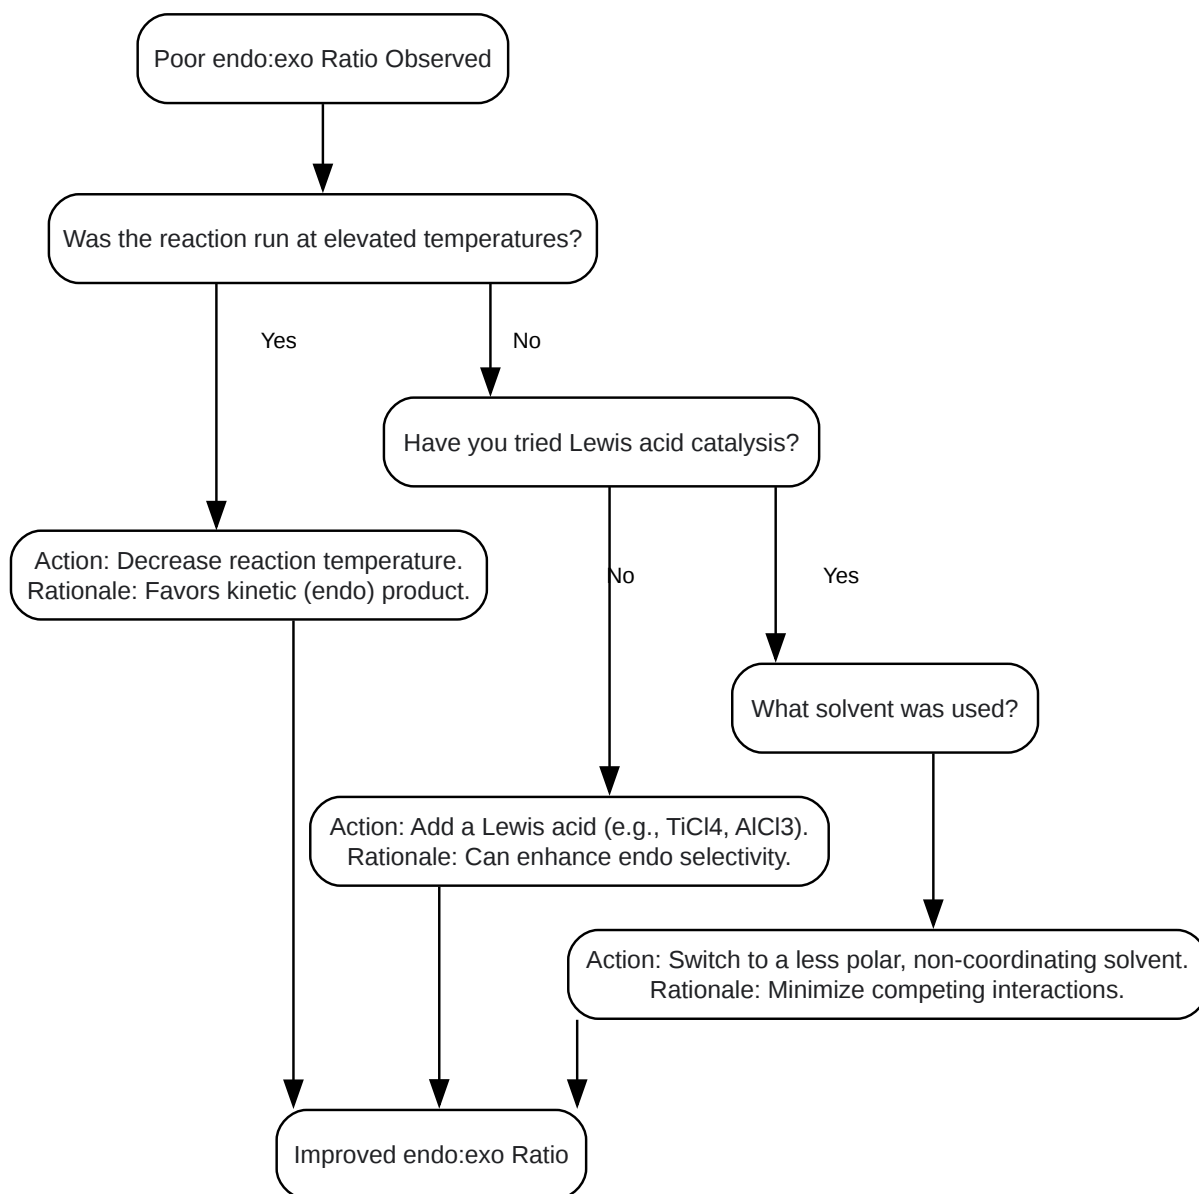 Poor endo:exo Ratio Observed
Was the reaction run at elevated temperatures?
Yes
No
Have you tried Lewis acid catalysis?
Action: Decrease reaction temperature.
Rationale: Favors kinetic (endo) product.
No
Yes
What solvent was used?
Action: Add a Lewis acid (e.g., TiCl4, AlCl3).
Rationale: Can enhance endo selectivity.
Action: Switch to a less polar, non-coordinating solvent.
Rationale: Minimize competing interactions.
Improved endo:exo Ratio